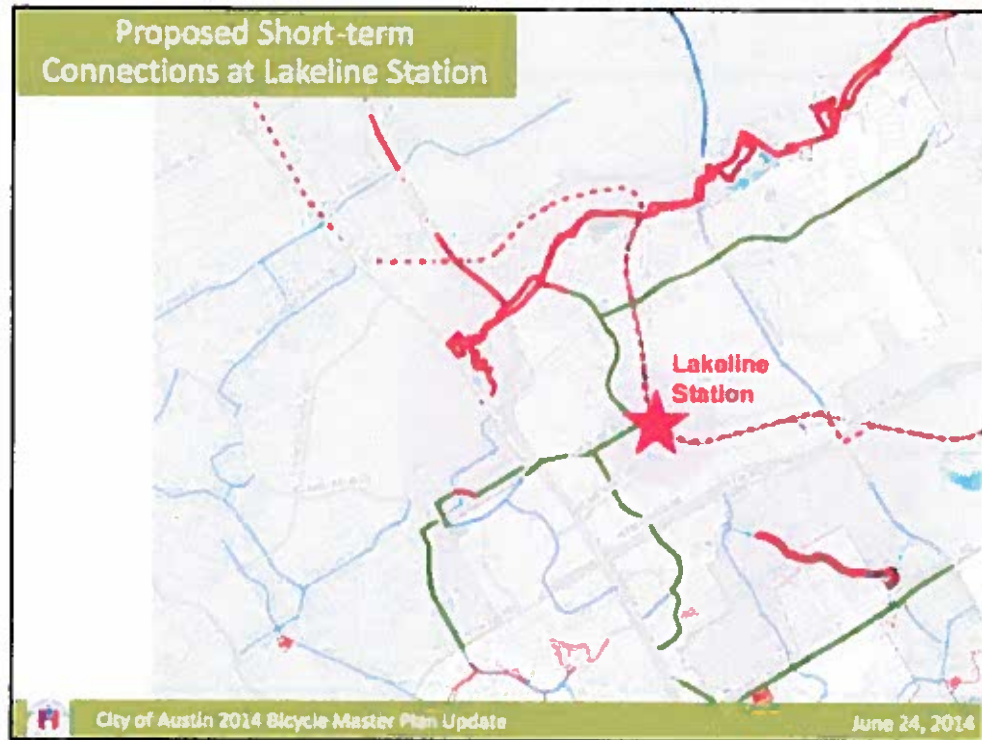 Proposed Short-term
Connections at Lakeline Station
Lakeline
Station
City of Austin 2014 Bicycle Master Plan Update
June 24, 2014